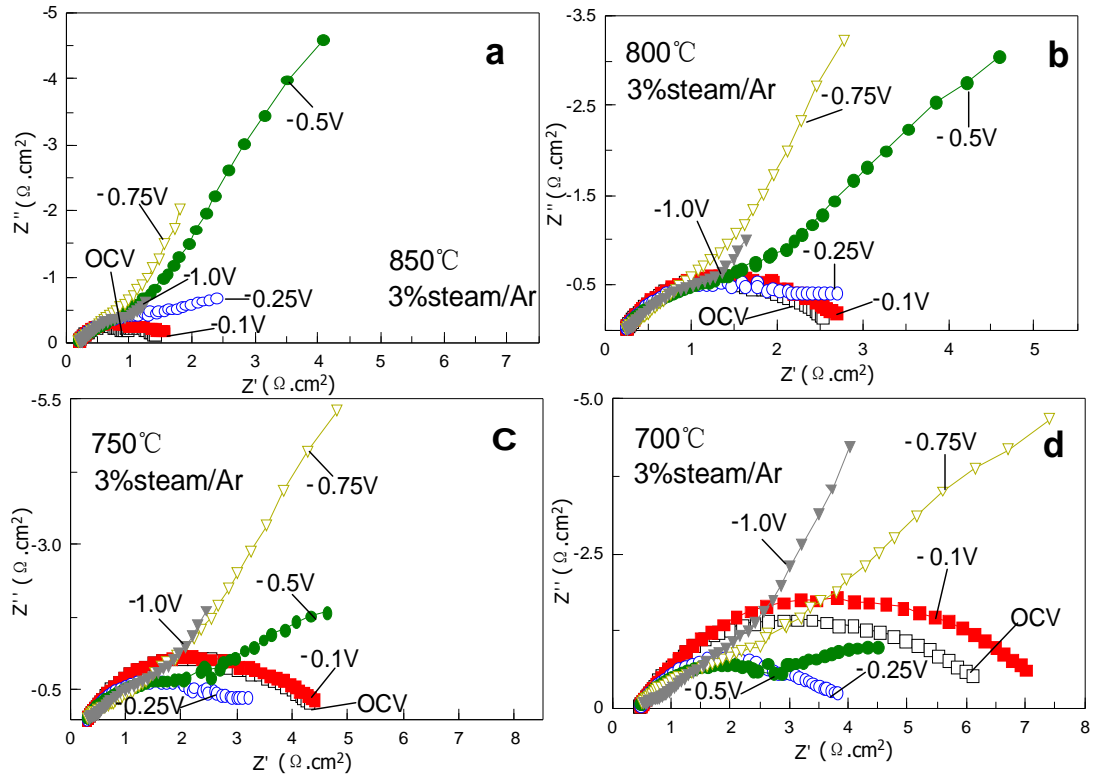 a
850℃
3%steam/Ar
-0.5V
-0.75V
OCV
-1.0V
-0.25V
-0.1V
-5
-4
-3
-2
-1
0
0 1 2 3 4 5 6 7
Z'' ( Ω .cm²)
Z' ( Ω .cm²)
b
800℃
3%steam/Ar
-0.75V
-0.5V
-1.0V
-0.25V
OCV
-0.1V
-3.5
-2.5
-1.5
-0.5
0 1 2 3 4 5
Z'' ( Ω .cm²)
Z' ( Ω .cm²)
c
750℃
3%steam/Ar
-0.75V
-0.5V
-1.0V
-0.1V
-0.25V
OCV
-5.5
-3.0
-0.5
0 1 2 3 4 5 6 7 8
Z'' ( Ω .cm²)
Z' ( Ω .cm²)
d
700℃
3%steam/Ar
-0.75V
-1.0V
-0.1V
OCV
-0.25V
-0.5V
-5.0
-2.5
0
0 1 2 3 4 5 6 7 8
Z'' ( Ω .cm²)
Z' ( Ω .cm²)